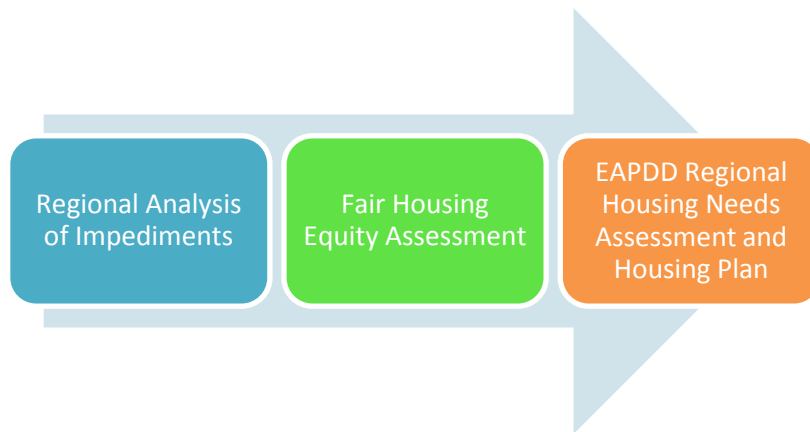 Regional Analysis
of Impediments
Fair Housing
Equity Assessment
EAPDD Regional
Housing Needs
Assessment and
Housing Plan